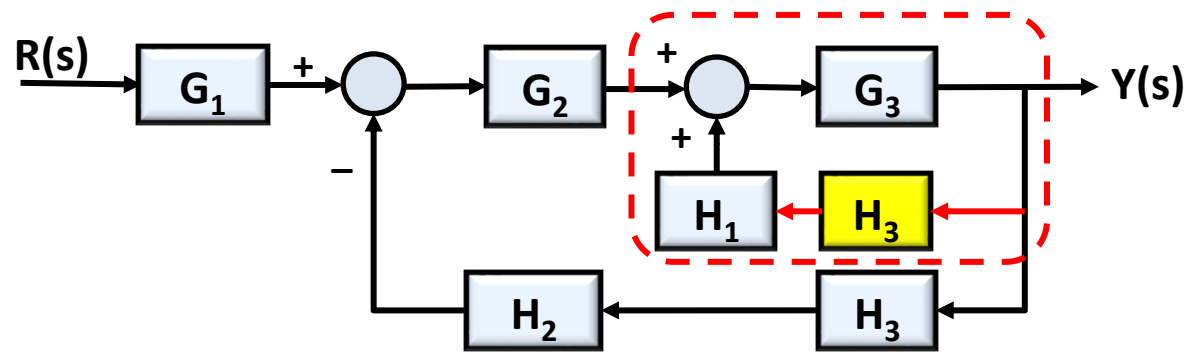 R(s)
G₁
+
G₂
+
G₃
Y(s)
−
+
H₁
H₃
H₂
H₃